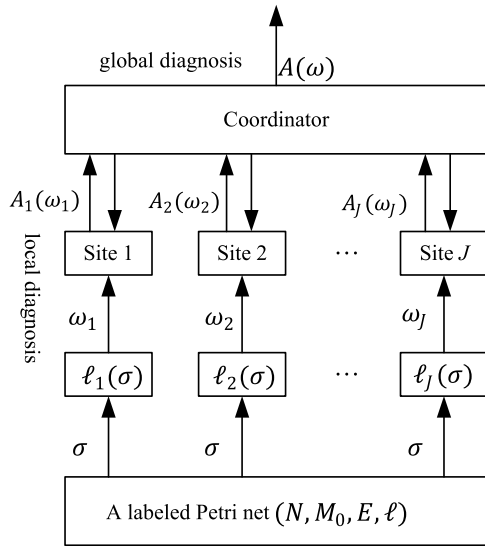 global diagnosis
A(ω)
Coordinator
A₁(ω₁)
A₂(ω₂)
A_J(ω_J)
local diagnosis
Site 1
Site 2
...
Site J
ω₁
ω₂
ω_J
ℓ₁(σ)
ℓ₂(σ)
...
ℓ_J(σ)
σ
σ
σ
A labeled Petri net (N, M₀, E, ℓ)